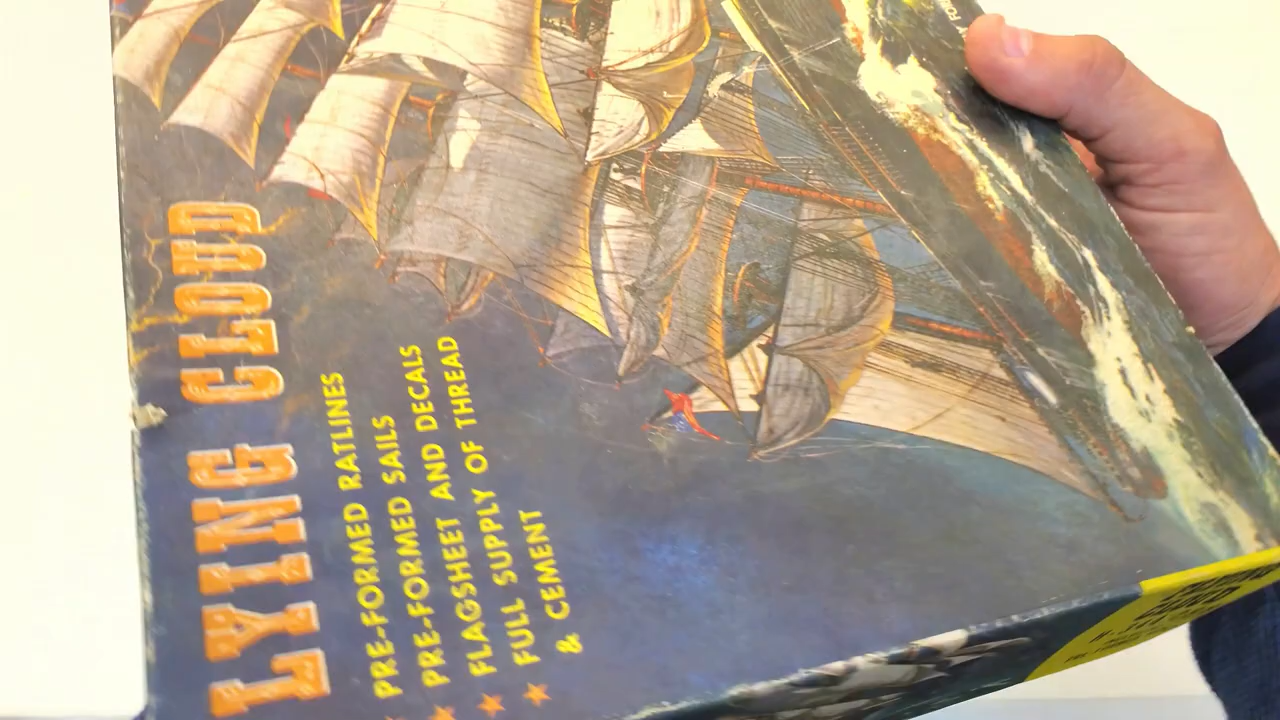 LYING CLOUD
PRE-FORMED RATLINES
PRE-FORMED SAILS
FLAGSHEET AND DECALS
FULL SUPPLY OF THREAD
& CEMENT